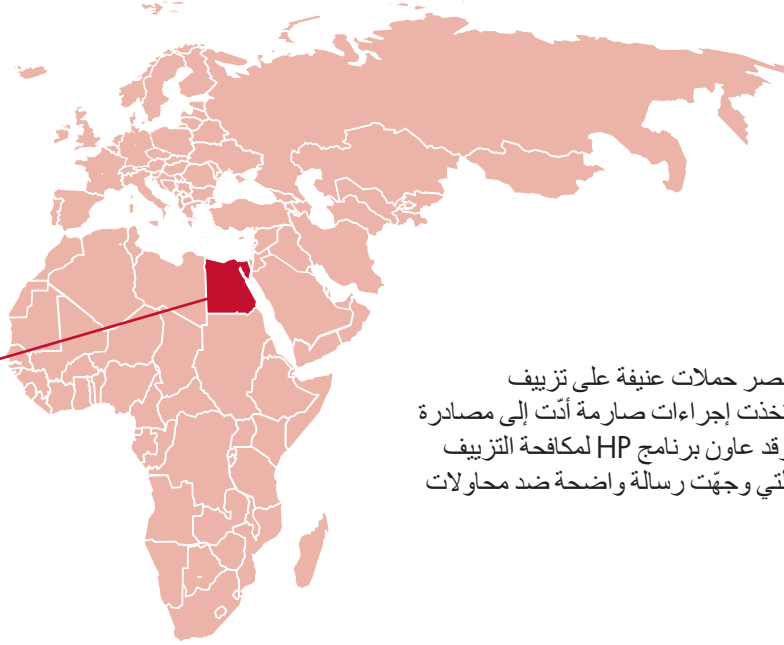 صر حملات عنيفة على تزييف
خذت إجراءات صارمة أدّت إلى مصادرة
وقد عاون برنامج HP لمكافحة التزييف
لتي وجهّت رسالة واضحة ضد محاولات